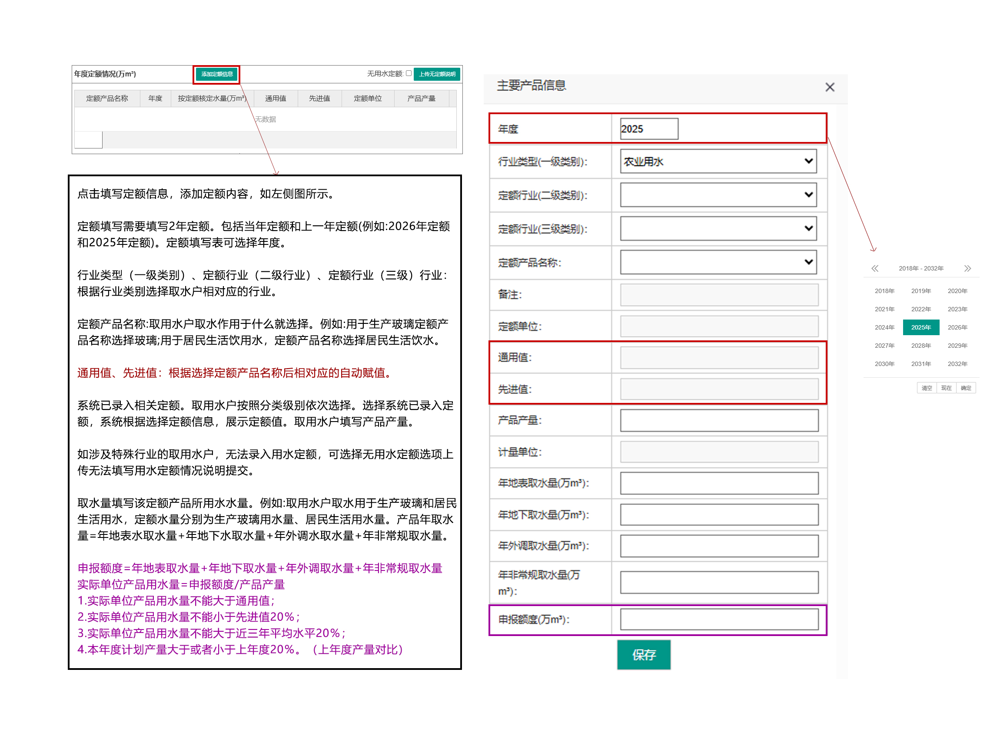 年度定额情况(万m³)
添加定额信息
无用水定额:
上传无定额说明
定额产品名称 年度 按定额核定水量(万m³) 通用值 先进值 定额单位 产品产量
无数据
点击填写定额信息，添加定额内容，如左侧图所示。
定额填写需要填写2年定额。包括当年定额和上一年定额(例如:2026年定额
和2025年定额)。定额填写表可选择年度。
行业类型（一级类别）、定额行业（二级行业）、定额行业（三级）行业：
根据行业类别选择取水户相对应的行业。
定额产品名称:取用水户取水作用于什么就选择。例如:用于生产玻璃定额产
品名称选择玻璃;用于居民生活饮用水，定额产品名称选择居民生活饮水。
通用值、先进值：根据选择定额产品名称后相对应的自动赋值。
系统已录入相关定额。取用水户按照分类级别依次选择。选择系统已录入定
额，系统根据选择定额信息，展示定额值。取用水户填写产品产量。
如涉及特殊行业的取用水户，无法录入用水定额，可选择无用水定额选项上
传无法填写用水定额情况说明提交。
取水量填写该定额产品所用水水量。例如:取用水户取水用于生产玻璃和居民
生活用水，定额水量分别为生产玻璃用水量、居民生活用水量。产品年取水
量=年地表水取水量+年地下水取水量+年外调水取水量+年非常规取水量。
申报额度=年地表取水量+年地下取水量+年外调取水量+年非常规取水量
实际单位产品用水量=申报额度/产品产量
1.实际单位产品用水量不能大于通用值；
2.实际单位产品用水量不能小于先进值20%；
3.实际单位产品用水量不能大于近三年平均水平20%；
4.本年度计划产量大于或者小于上年度20%。（上年度产量对比）
主要产品信息
年度 2025
行业类型(一级类别)： 农业用水
定额行业(二级类别)：
定额行业(三级类别)：
定额产品名称：
备注：
定额单位：
通用值：
先进值：
产品产量：
计量单位：
年地表取水量(万m³)：
年地下取水量(万m³)：
年外调取水量(万m³)：
年非常规取水量(万
m³)：
申报额度(万m³)：
保存
2018年 - 2032年
2018年 2019年 2020年
2021年 2022年 2023年
2024年 2025年 2026年
2027年 2028年 2029年
2030年 2031年 2032年
清空 现在 确定